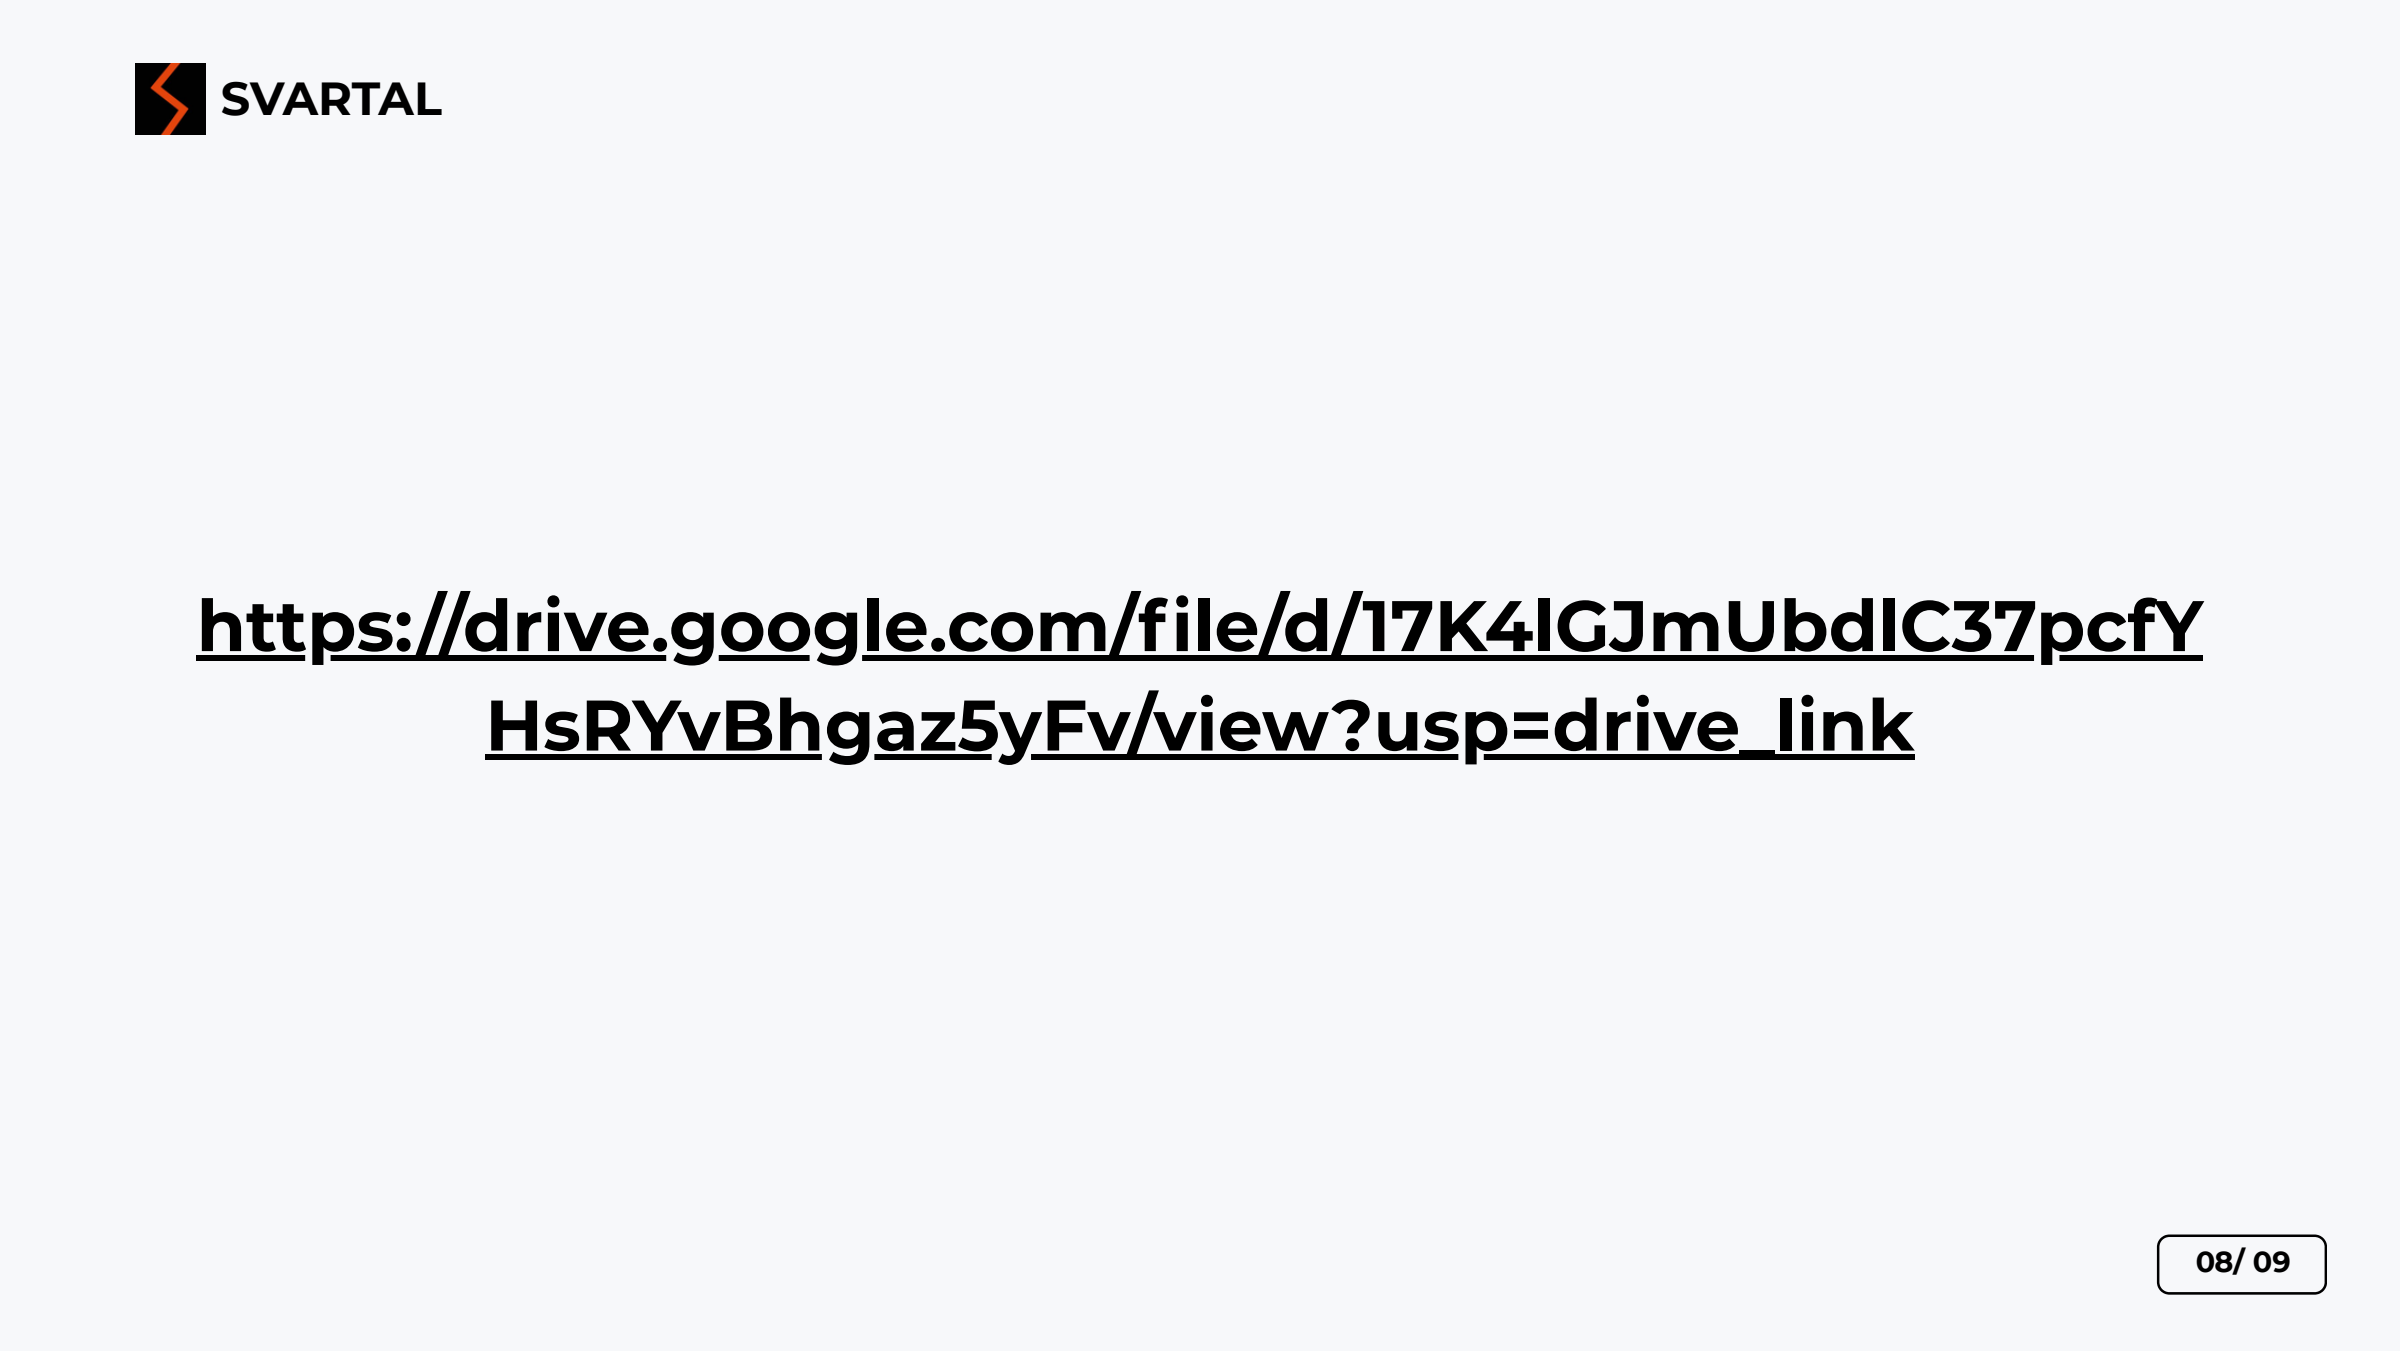 SVARTAL
https://drive.google.com/file/d/17K4lGJmUbdlC37pcfY
HsRYvBhgaz5yFv/view?usp=drive_link
08/ 09